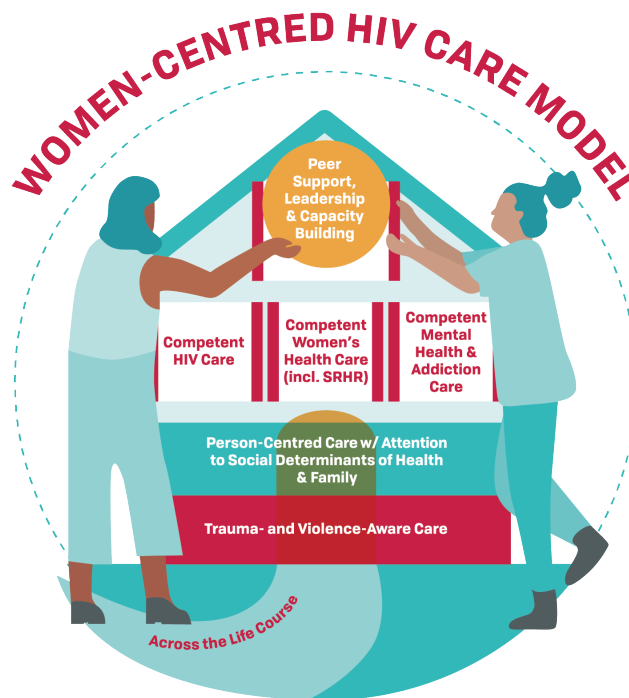 WOMEN-CENTRED HIV CARE MODEL
Peer
Support,
Leadership
& Capacity
Building
Competent
HIV Care
Competent
Women’s
Health Care
(incl. SRHR)
Competent
Mental
Health &
Addiction
Care
Person-Centred Care w/ Attention
to Social Determinants of Health
& Family
Trauma- and Violence-Aware Care
Across the Life Course